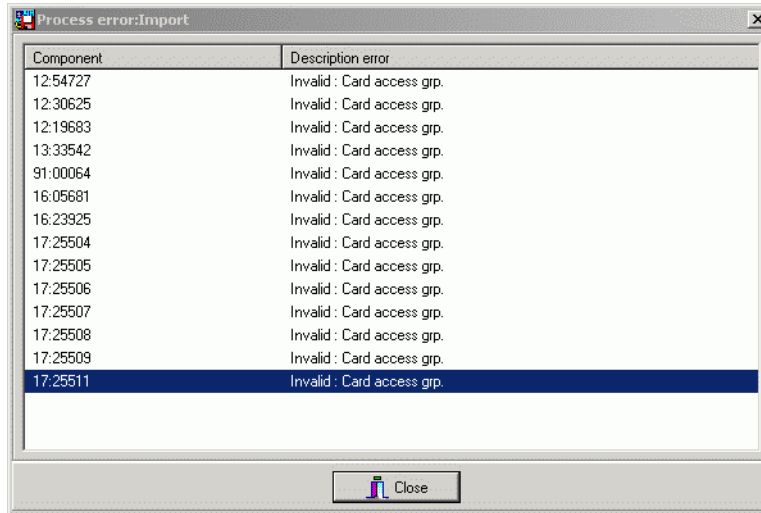 Process error:Import
Component Description error
12:54727 Invalid : Card access grp.
12:30625 Invalid : Card access grp.
12:19683 Invalid : Card access grp.
13:33542 Invalid : Card access grp.
91:00064 Invalid : Card access grp.
16:05681 Invalid : Card access grp.
16:23925 Invalid : Card access grp.
17:25504 Invalid : Card access grp.
17:25505 Invalid : Card access grp.
17:25506 Invalid : Card access grp.
17:25507 Invalid : Card access grp.
17:25508 Invalid : Card access grp.
17:25509 Invalid : Card access grp.
17:25511 Invalid : Card access grp.
Close